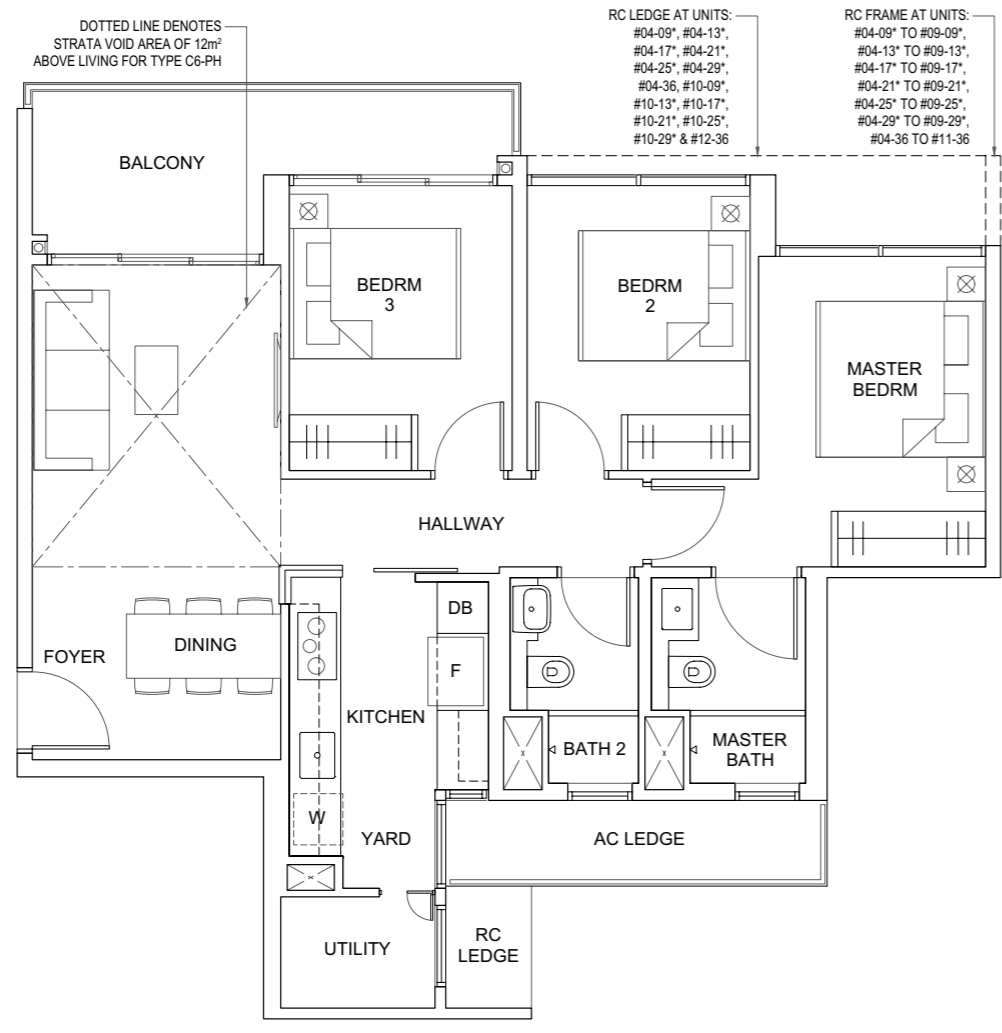 DOTTED LINE DENOTES
STRATA VOID AREA OF 12m²
ABOVE LIVING FOR TYPE C6-PH
RC LEDGE AT UNITS:
#04-09*, #04-13*,
#04-17*, #04-21*,
#04-25*, #04-29*,
#04-36, #10-09*,
#10-13*, #10-17*,
#10-21*, #10-25*,
#10-29* & #12-36
RC FRAME AT UNITS:
#04-09* TO #09-09*,
#04-13* TO #09-13*,
#04-17* TO #09-17*,
#04-21* TO #09-21*,
#04-25* TO #09-25*,
#04-29* TO #09-29*,
#04-36 TO #11-36
BALCONY
BEDRM
3
BEDRM
2
MASTER
BEDRM
HALLWAY
DB
FOYER
DINING
F
KITCHEN
BATH 2
MASTER
BATH
W
YARD
AC LEDGE
UTILITY
RC
LEDGE